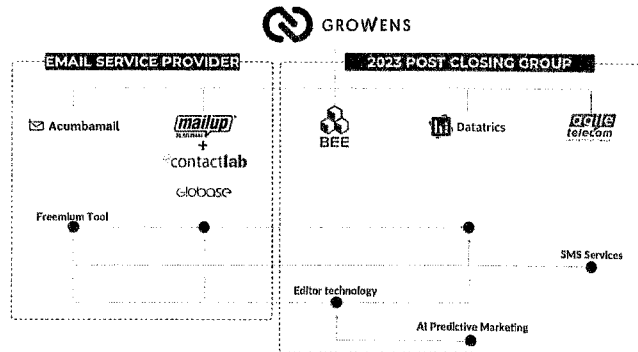 GROWENS
EMAIL SERVICE PROVIDER
2023 POST CLOSING GROUP
Acumbamail
mailup
+
contactlab
Globase
BEE
Datatrics
agile
telecom
Freemium Tool
SMS Services
Editor technology
AI Predictive Marketing